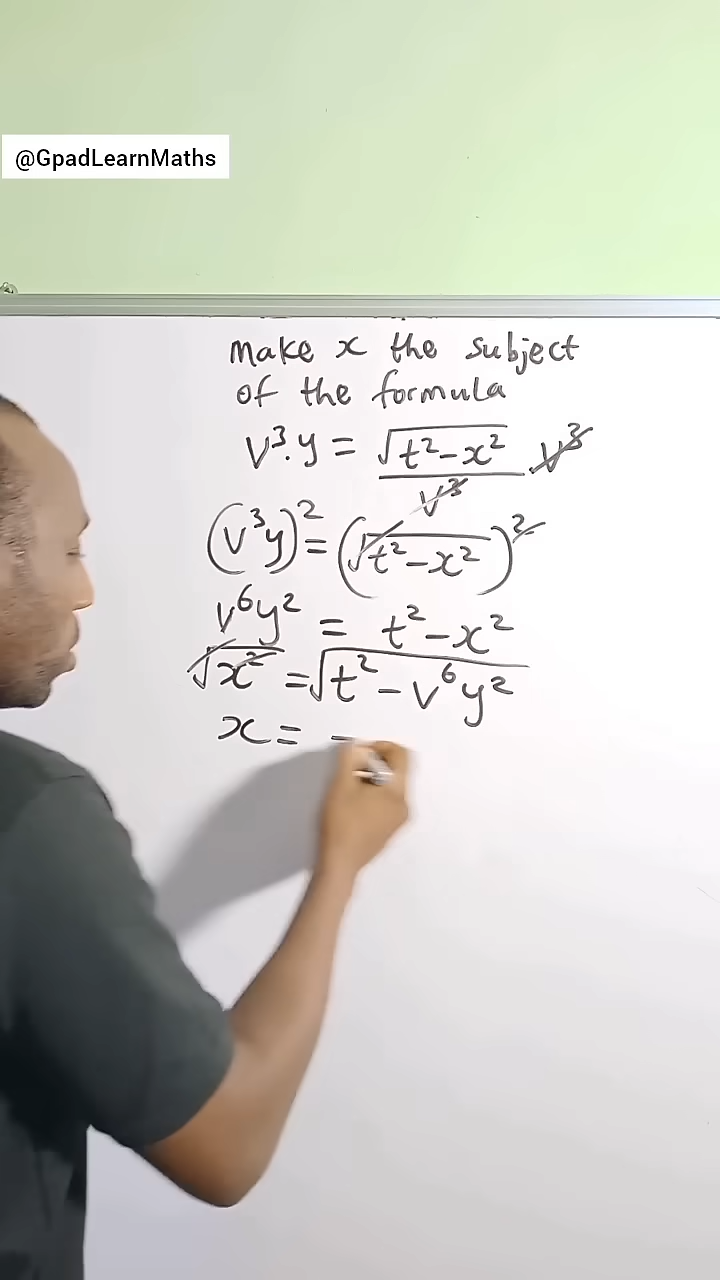 @GpadLearnMaths
make x the subject
of the formula
V³.y = √t²-x² / V³ . V³
(V³y)² = (√t²-x²)²
V⁶y² = t²-x²
√x² = √t²-V⁶y²
x = -